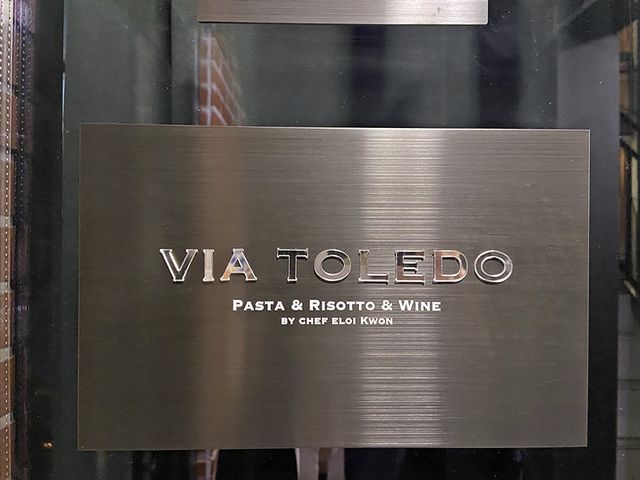 VIA TOLEDO
PASTA & RISOTTO & WINE
BY CHEF ELOI KWON